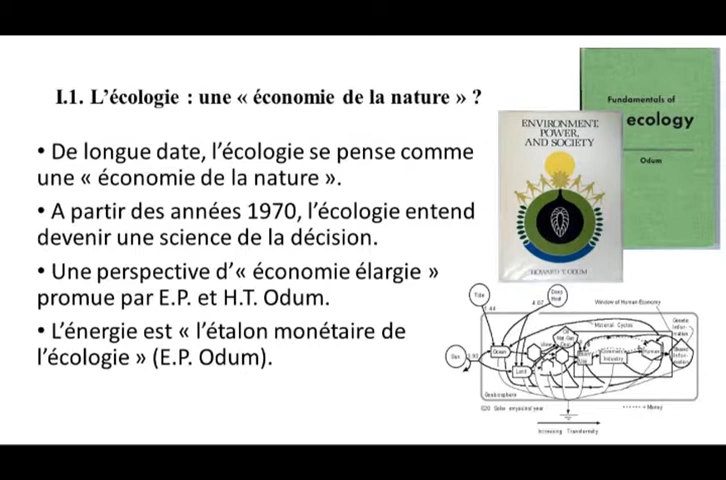 I.1. L'écologie : une « économie de la nature » ?
• De longue date, l'écologie se pense comme
une « économie de la nature ».
• A partir des années 1970, l'écologie entend
devenir une science de la décision.
• Une perspective d'« économie élargie »
promue par E.P. et H.T. Odum.
• L'énergie est « l'étalon monétaire de
l'écologie » (E.P. Odum).
Fundamentals of
ecology
Odum
ENVIRONMENT,
POWER,
AND SOCIETY
HOWARD T. ODUM
Tide
Deep
Heat
Window of Human Economy
Material Cycles
Sun
Ocean
Land
Industry
Human
Geobiosphere
Money
Increasing Transformity